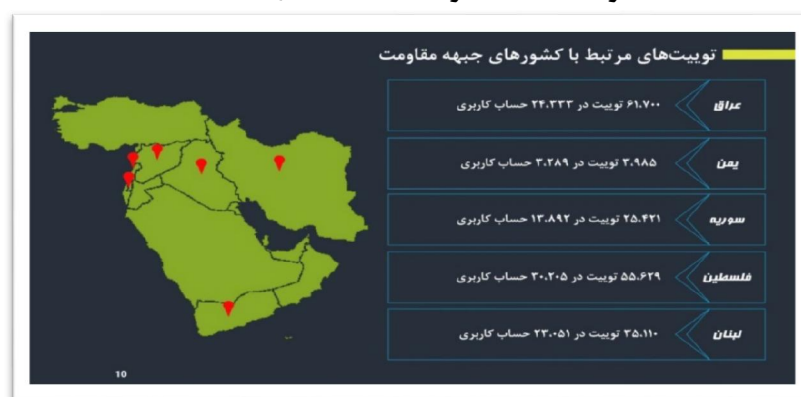 توییت‌های مرتبط با کشورهای جبهه مقاومت
عراق
۶۱،۷۰۰ توییت در ۲۴،۳۳۳ حساب کاربری
یمن
۳،۹۸۵ توییت در ۳،۲۸۹ حساب کاربری
سوریه
۲۵،۴۲۱ توییت در ۱۳،۸۹۲ حساب کاربری
فلسطین
۵۵،۶۲۹ توییت در ۳۰،۲۰۵ حساب کاربری
لبنان
۳۵،۱۱۰ توییت در ۲۳،۰۵۱ حساب کاربری
10